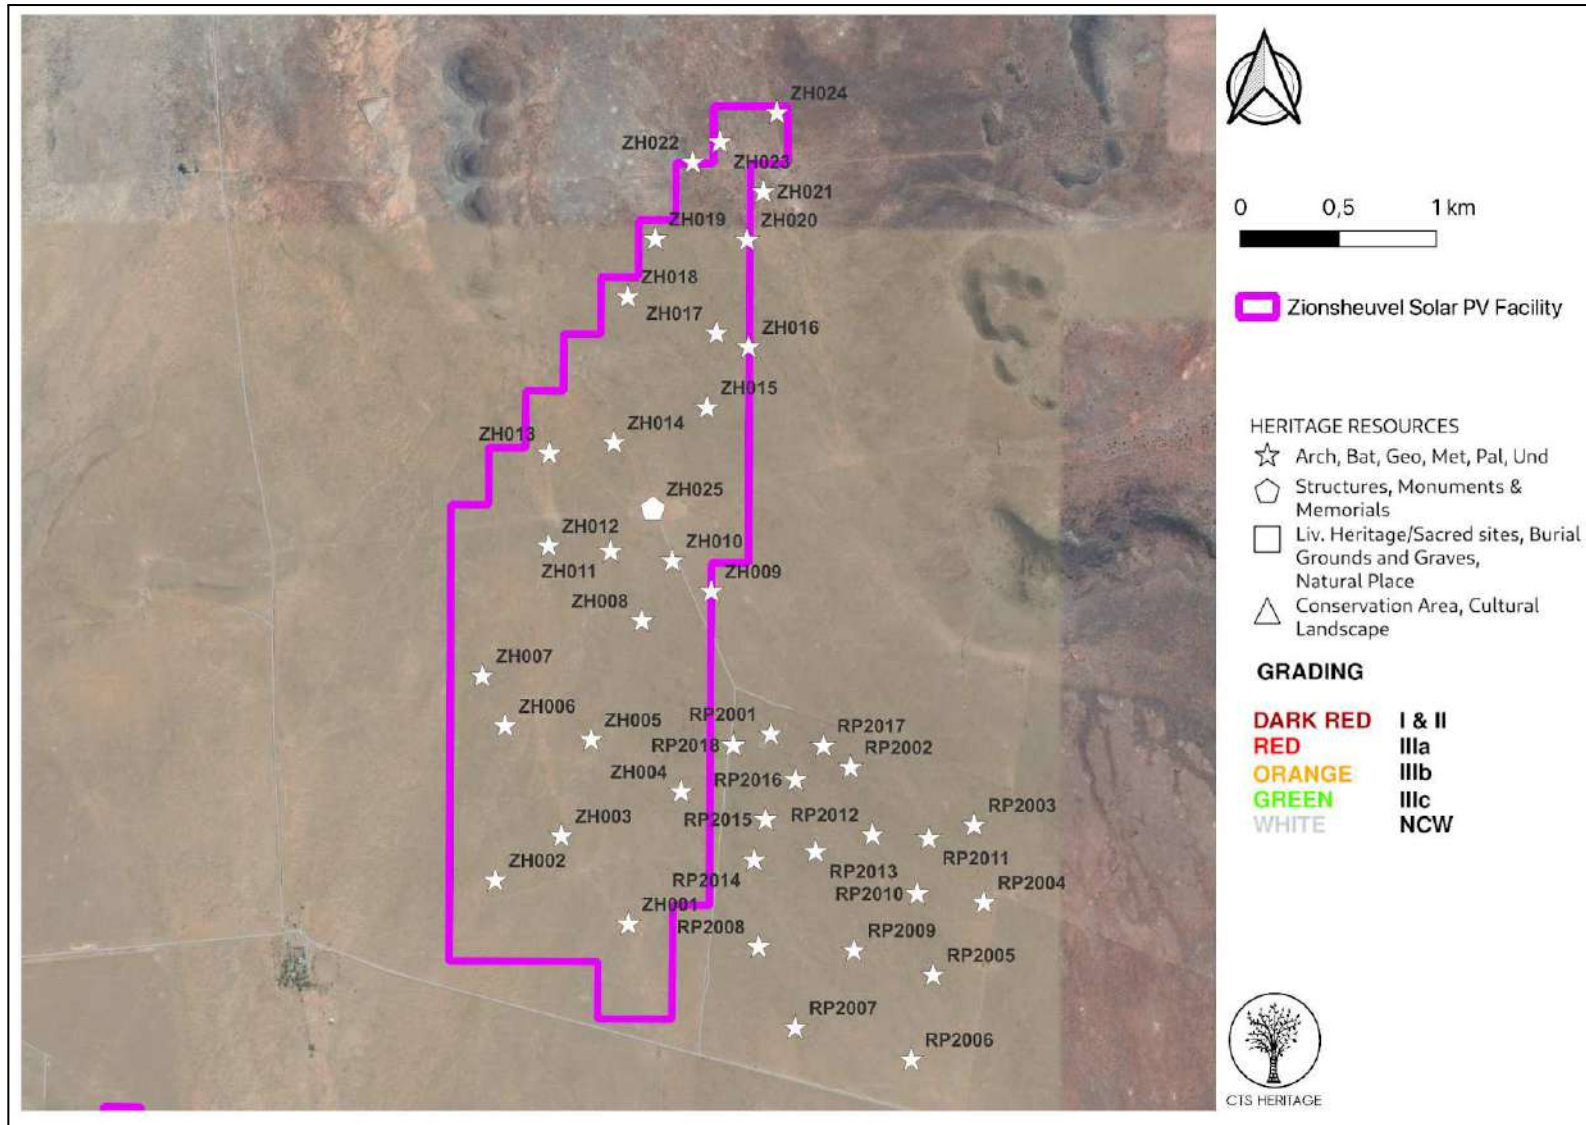 ZH024
ZH022
ZH023
ZH021
ZH019
ZH020
ZH018
ZH017
ZH016
ZH015
ZH014
ZH013
ZH025
ZH012
ZH010
ZH011
ZH009
ZH008
ZH007
ZH006
ZH005
RP2001
RP2018
RP2017
RP2002
ZH004
RP2016
RP2003
RP2015
RP2012
ZH003
RP2011
ZH002
RP2014
RP2013
RP2010
RP2004
ZH001
RP2008
RP2009
RP2005
RP2007
RP2006
0 0,5 1 km
Zionsheuvel Solar PV Facility
HERITAGE RESOURCES
Arch, Bat, Geo, Met, Pal, Und
Structures, Monuments &
Memorials
Liv. Heritage/Sacred sites, Burial
Grounds and Graves,
Natural Place
Conservation Area, Cultural
Landscape
GRADING
DARK RED I & II
RED IIIa
ORANGE IIIb
GREEN IIIc
WHITE NCW
CTS HERITAGE